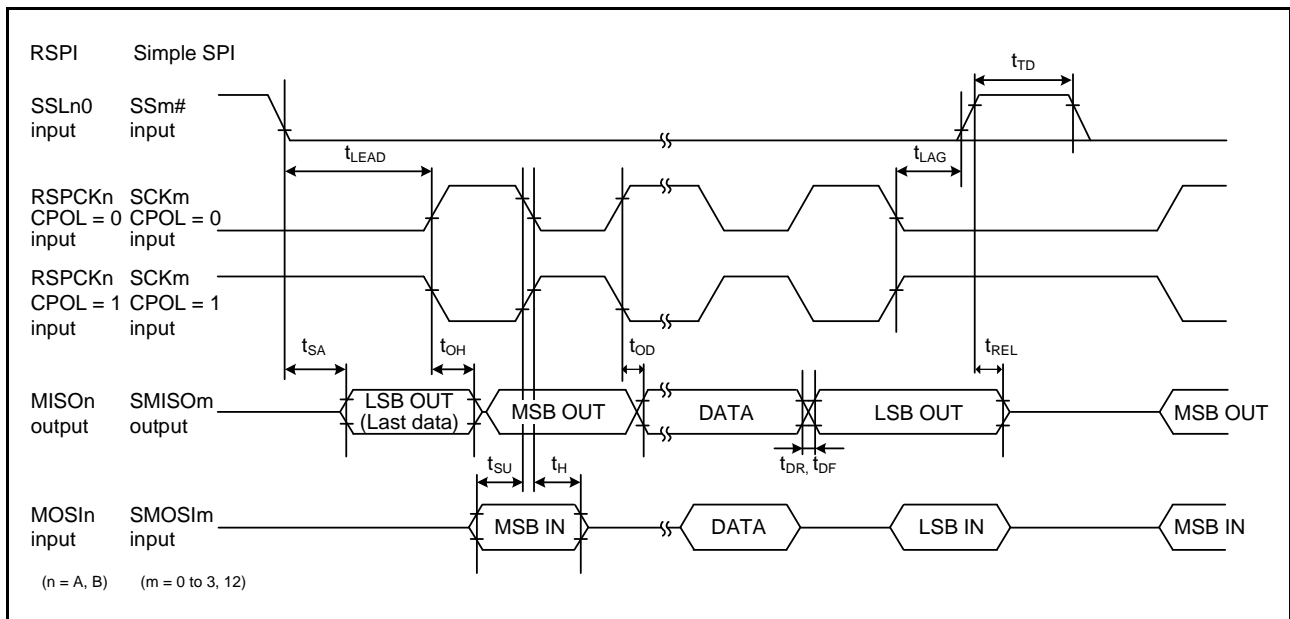 RSPI Simple SPI
tTD
SSLn0 SSm#
input input
tLEAD
tLAG
RSPCKn SCKm
CPOL = 0 CPOL = 0
input input
RSPCKn SCKm
CPOL = 1 CPOL = 1
input input
tSA tOH tOD tREL
MISOn SMISOm
output output
LSB OUT
(Last data)
MSB OUT
DATA
LSB OUT
MSB OUT
tSU tH tDR, tDF
MOSIn SMOSIm
input input
MSB IN
DATA
LSB IN
MSB IN
(n = A, B) (m = 0 to 3, 12)